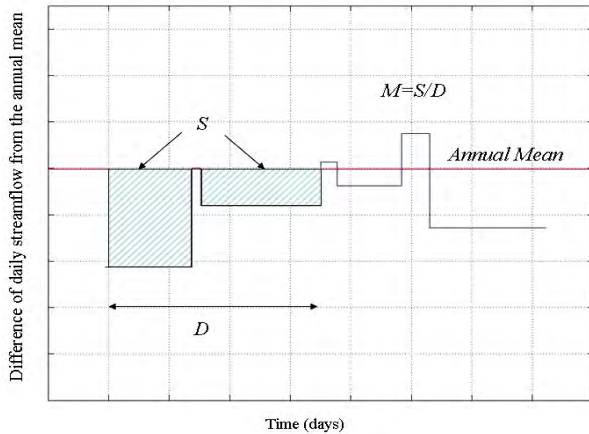 Difference of daily streamflow from the annual mean
M=S/D
S
Annual Mean
D
Time (days)